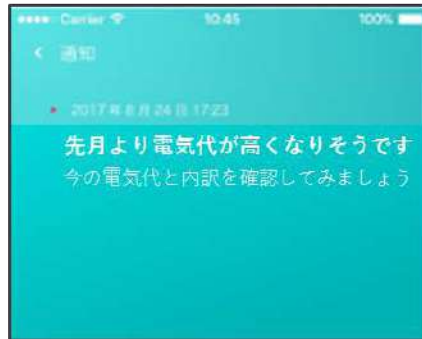 Carrier 10:45 100%
< 通知
2017年8月24日 17:23
先月より電気代が高くなりそうです
今の電気代と内訳を確認してみましょう